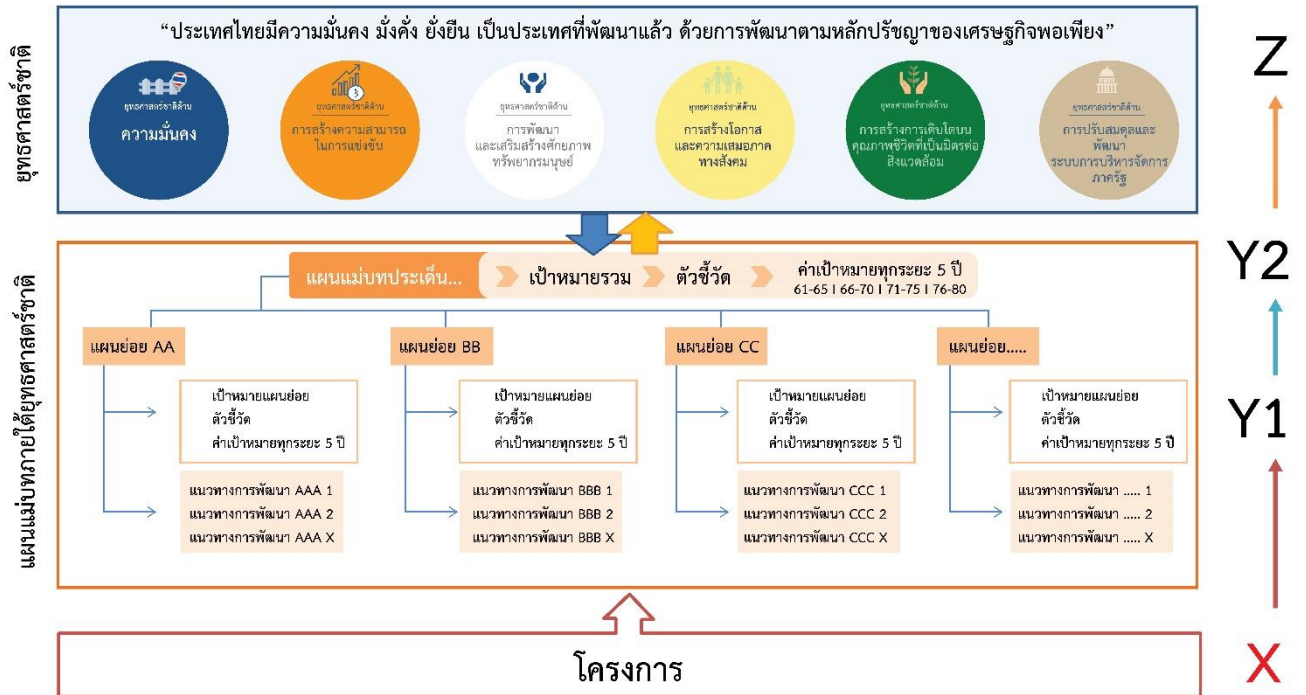 ยุทธศาสตร์ชาติ
“ประเทศไทยมีความมั่นคง มั่งคั่ง ยั่งยืน เป็นประเทศที่พัฒนาแล้ว ด้วยการพัฒนาตามหลักปรัชญาของเศรษฐกิจพอเพียง”
ยุทธศาสตร์ชาติด้าน
ความมั่นคง
ยุทธศาสตร์ชาติด้าน
การสร้างความสามารถ
ในการแข่งขัน
ยุทธศาสตร์ชาติด้าน
การพัฒนา
และเสริมสร้างศักยภาพ
ทรัพยากรมนุษย์
ยุทธศาสตร์ชาติด้าน
การสร้างโอกาส
และความเสมอภาค
ทางสังคม
ยุทธศาสตร์ชาติด้าน
การสร้างการเติบโตบน
คุณภาพชีวิตที่เป็นมิตรต่อ
สิ่งแวดล้อม
ยุทธศาสตร์ชาติด้าน
การปรับสมดุลและ
พัฒนา
ระบบการบริหารจัดการ
ภาครัฐ
Z
แผนแม่บทภายใต้ยุทธศาสตร์ชาติ
แผนแม่บทประเด็น...
เป้าหมายรวม
ตัวชี้วัด
ค่าเป้าหมายทุกระยะ 5 ปี
61-65 I 66-70 I 71-75 I 76-80
Y2
แผนย่อย AA
แผนย่อย BB
แผนย่อย CC
แผนย่อย.....
เป้าหมายแผนย่อย
ตัวชี้วัด
ค่าเป้าหมายทุกระยะ 5 ปี
เป้าหมายแผนย่อย
ตัวชี้วัด
ค่าเป้าหมายทุกระยะ 5 ปี
เป้าหมายแผนย่อย
ตัวชี้วัด
ค่าเป้าหมายทุกระยะ 5 ปี
เป้าหมายแผนย่อย
ตัวชี้วัด
ค่าเป้าหมายทุกระยะ 5 ปี
Y1
แนวทางการพัฒนา AAA 1
แนวทางการพัฒนา AAA 2
แนวทางการพัฒนา AAA X
แนวทางการพัฒนา BBB 1
แนวทางการพัฒนา BBB 2
แนวทางการพัฒนา BBB X
แนวทางการพัฒนา CCC 1
แนวทางการพัฒนา CCC 2
แนวทางการพัฒนา CCC X
แนวทางการพัฒนา ..... 1
แนวทางการพัฒนา ..... 2
แนวทางการพัฒนา ..... X
โครงการ
X